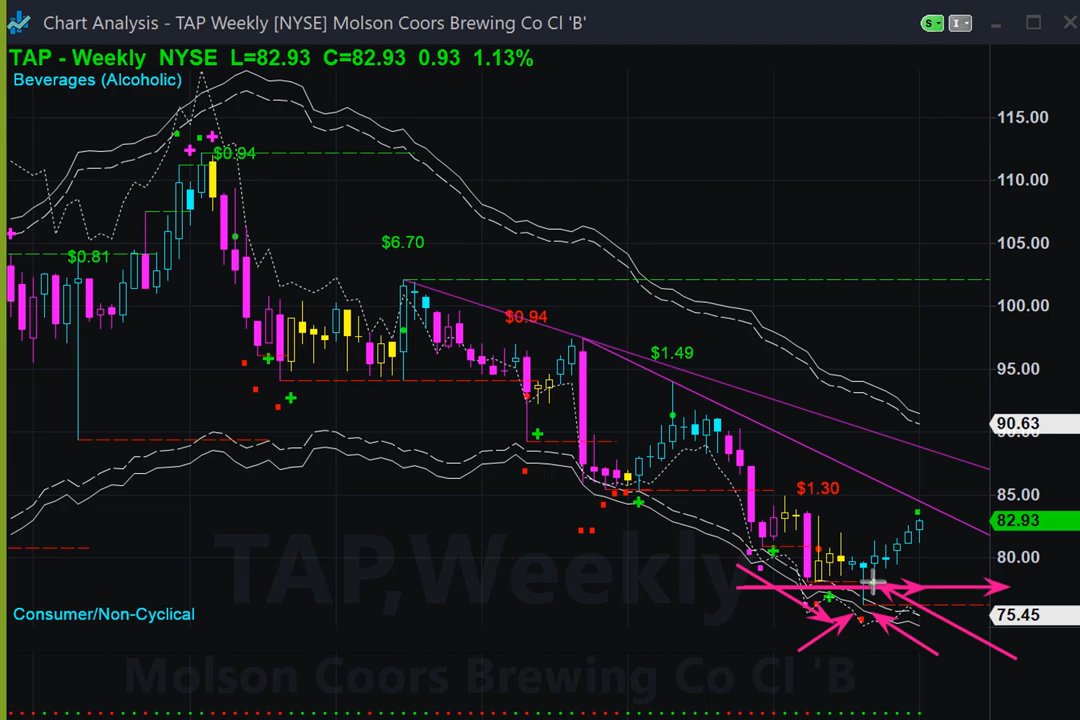 Chart Analysis - TAP Weekly [NYSE] Molson Coors Brewing Co Cl 'B'
S
I
TAP - Weekly NYSE L=82.93 C=82.93 0.93 1.13%
Beverages (Alcoholic)
115.00
$0.94
110.00
$6.70
105.00
$0.81
100.00
$0.94
$1.49
95.00
90.63
90.00
$1.30
85.00
82.93
80.00
TAP,Weekly
Consumer/Non-Cyclical
75.45
Molson Coors Brewing Co Cl 'B